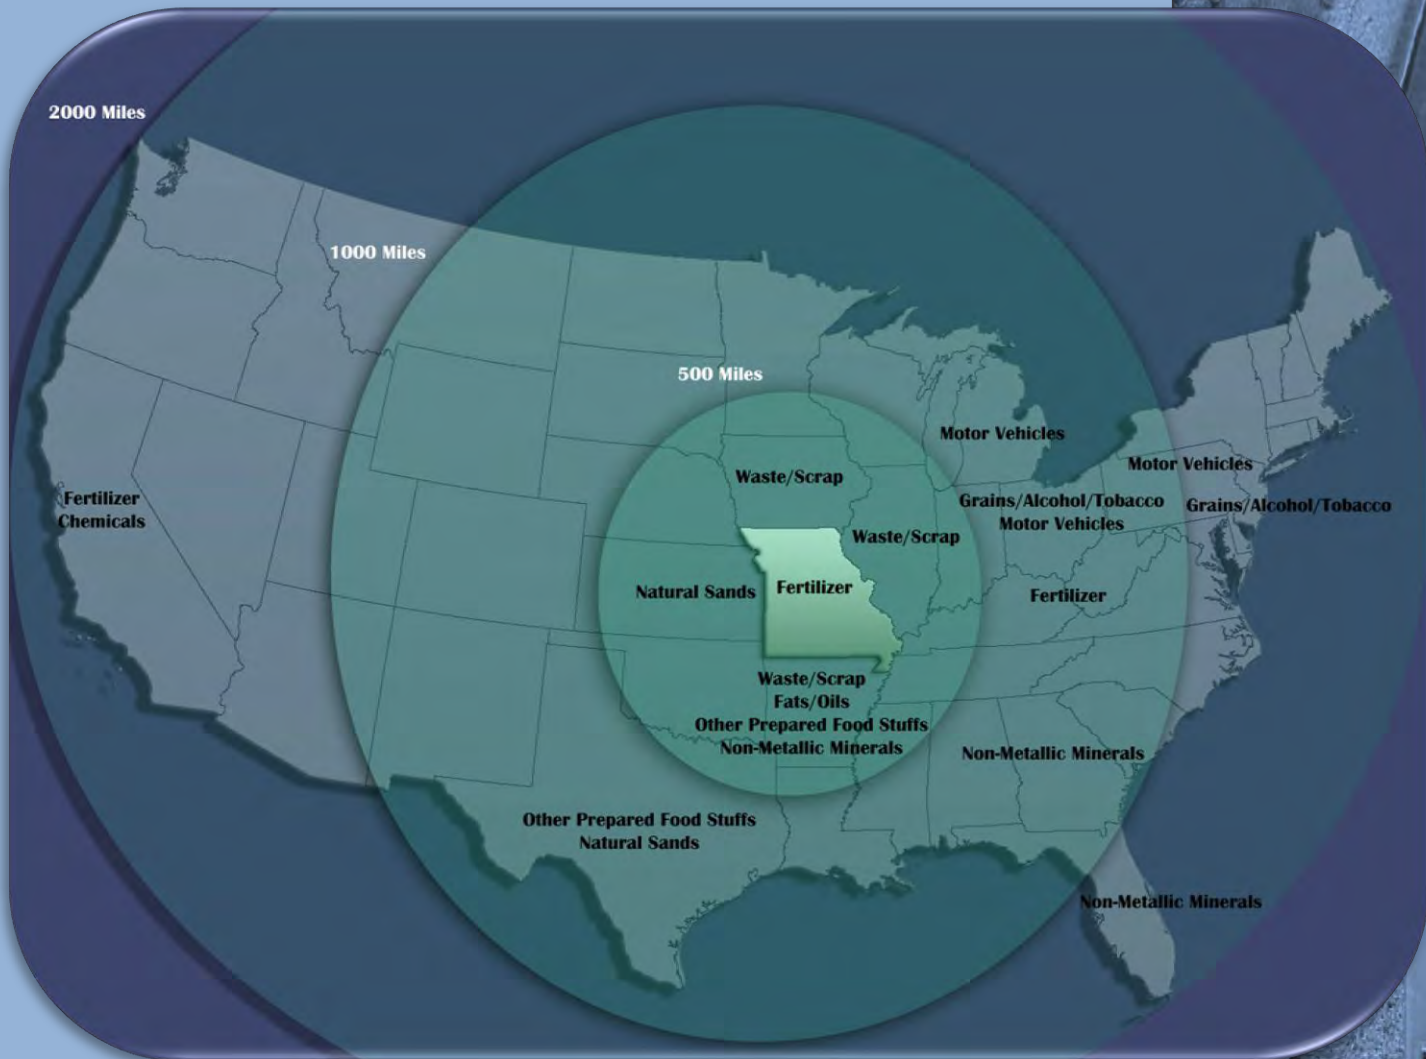 2000 Miles
1000 Miles
500 Miles
Motor Vehicles
Motor Vehicles
Waste/Scrap
Fertilizer
Chemicals
Grains/Alcohol/Tobacco
Motor Vehicles
Grains/Alcohol/Tobacco
Waste/Scrap
Natural Sands
Fertilizer
Fertilizer
Waste/Scrap
Fats/Oils
Other Prepared Food Stuffs
Non-Metallic Minerals
Non-Metallic Minerals
Other Prepared Food Stuffs
Natural Sands
Non-Metallic Minerals